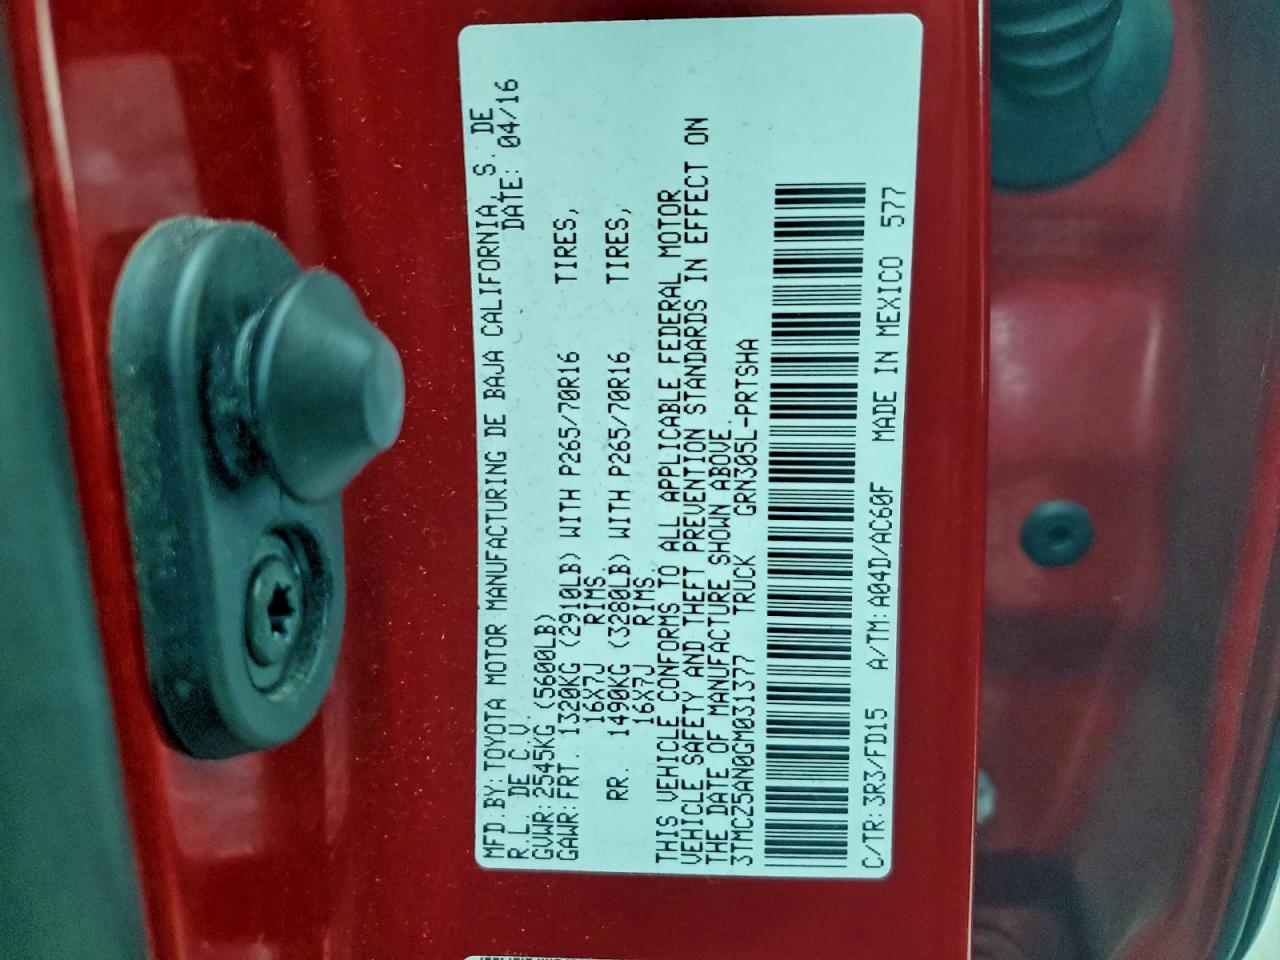 MFD.BY: TOYOTA MOTOR MANUFACTURING DE BAJA CALIFORNIA, S. DE
R.L. DE C.V. DATE: 04/16
GVWR: 2545KG (5600LB)
GAWR: FRT. 1320KG (2910LB) WITH P265/70R16 TIRES,
16X7J RIMS
RR. 1490KG (3280LB) WITH P265/70R16 TIRES,
16X7J RIMS
THIS VEHICLE CONFORMS TO ALL APPLICABLE FEDERAL MOTOR
VEHICLE SAFETY AND THEFT PREVENTION STANDARDS IN EFFECT ON
THE DATE OF MANUFACTURE SHOWN ABOVE.
3TMCZ5AN0GM031377 TRUCK GRN305L-PRTSHA
C/TR: 3R3/FD15 A/TM: A04D/AC60F MADE IN MEXICO 577